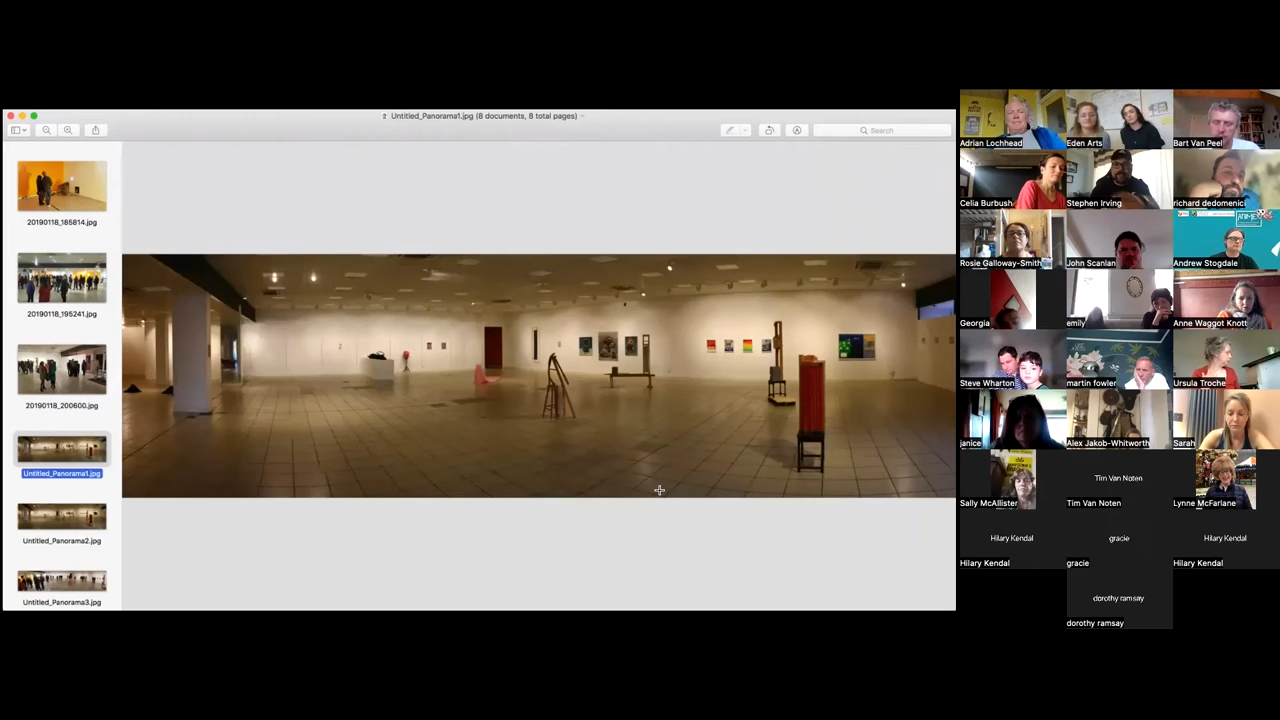 Untitled_Panorama1.jpg (8 documents, 8 total pages)
Search
20190118_185814.jpg
20190118_195241.jpg
20190118_200600.jpg
Untitled_Panorama1.jpg
Untitled_Panorama2.jpg
Untitled_Panorama3.jpg
Adrian Lochhead
Eden Arts
Bart Van Peel
Celia Burbush
Stephen Irving
richard dedomenici
Rosie Galloway-Smith
John Scanlan
Andrew Stogdale
Georgia
emily
Anne Waggot Knott
Steve Wharton
martin fowler
Ursula Troche
janice
Alex Jakob-Whitworth
Sarah
Sally McAllister
Tim Van Noten
Tim Van Noten
Lynne McFarlane
Hilary Kendal
gracie
Hilary Kendal
Hilary Kendal
gracie
Hilary Kendal
dorothy ramsay
dorothy ramsay